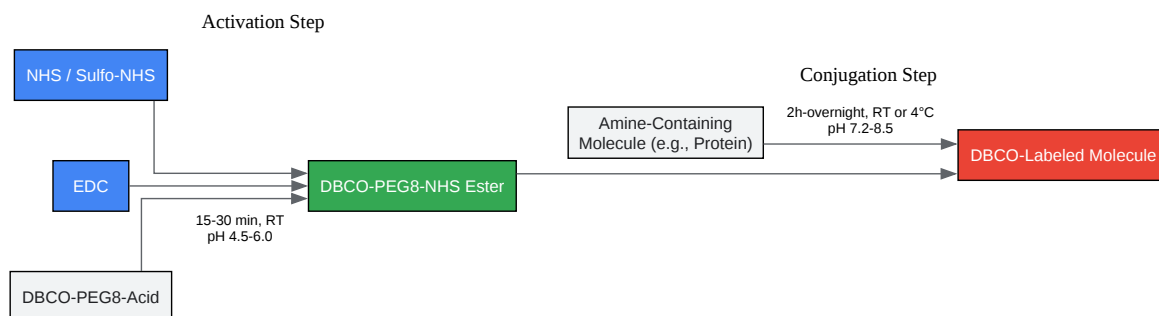 Activation Step
NHS / Sulfo-NHS
EDC
DBCO-PEG8-Acid
15-30 min, RT
pH 4.5-6.0
DBCO-PEG8-NHS Ester
Conjugation Step
Amine-Containing
Molecule (e.g., Protein)
2h-overnight, RT or 4°C
pH 7.2-8.5
DBCO-Labeled Molecule